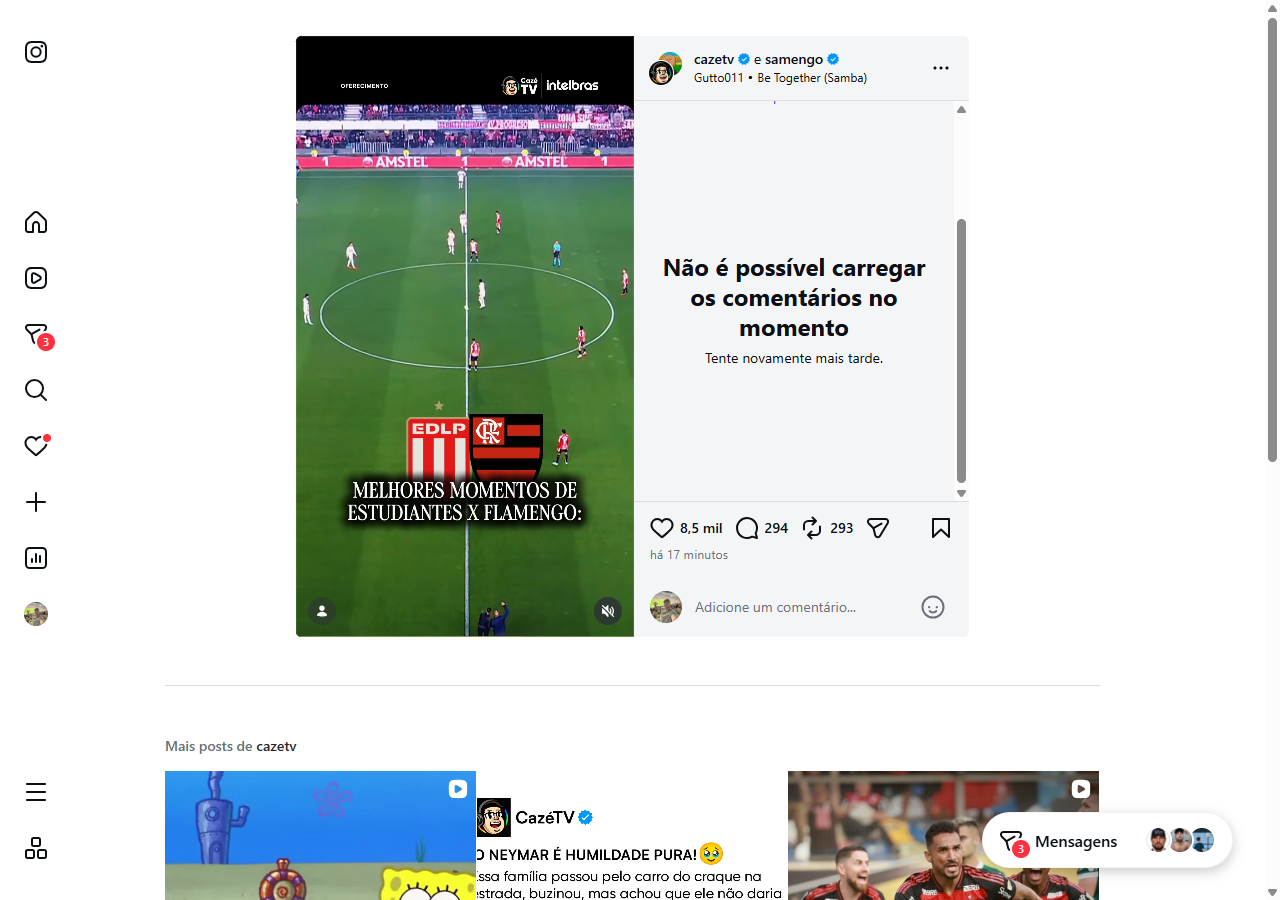 OFERECIMENTO
Cazé TV
intelbras
1 AMSTEL 1 AMSTEL 1
EDLP
MELHORES MOMENTOS DE
ESTUDIANTES X FLAMENGO:
cazetv e samengo
Gutto011 • Be Together (Samba)
Não é possível carregar
os comentários no
momento
Tente novamente mais tarde.
8,5 mil
294
293
há 17 minutos
Adicione um comentário...
3
Mais posts de cazetv
CazéTV
O NEYMAR É HUMILDADE PURA!
Essa família passou pelo carro do craque na
estrada, buzinou, mas achou que ele não daria
3
Mensagens